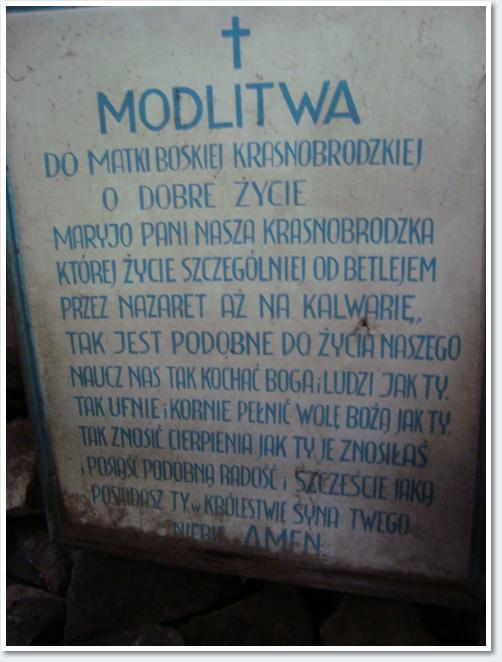 MODLITWA
DO MATKI BOSKIEJ KRASNOBRODZKIEJ
O DOBRE ŻYCIE
MARYJO PANI NASZA KRASNOBRODZKA
KTÓREJ ŻYCIE SZCZEGÓLNIEJ OD BETLEJEM
PRZEZ NAZARET AŻ NA KALWARIĘ,
TAK JEST PODOBNE DO ŻYCIA NASZEGO
NAUCZ NAS TAK KOCHAĆ BOGA i LUDZI JAK TY.
TAK UFNIE i KORNIE PEŁNIĆ WOLĘ BOŻĄ JAK TY.
TAK ZNOSIĆ CIERPIENIA JAK TY JE ZNOSIŁAŚ
i POSIĄŚĆ PODOBNĄ RADOŚĆ i SZCZEŚCIE JAKĄ
POSIADASZ TY w KRÓLESTWIE SYNA TWEGO
AMEN